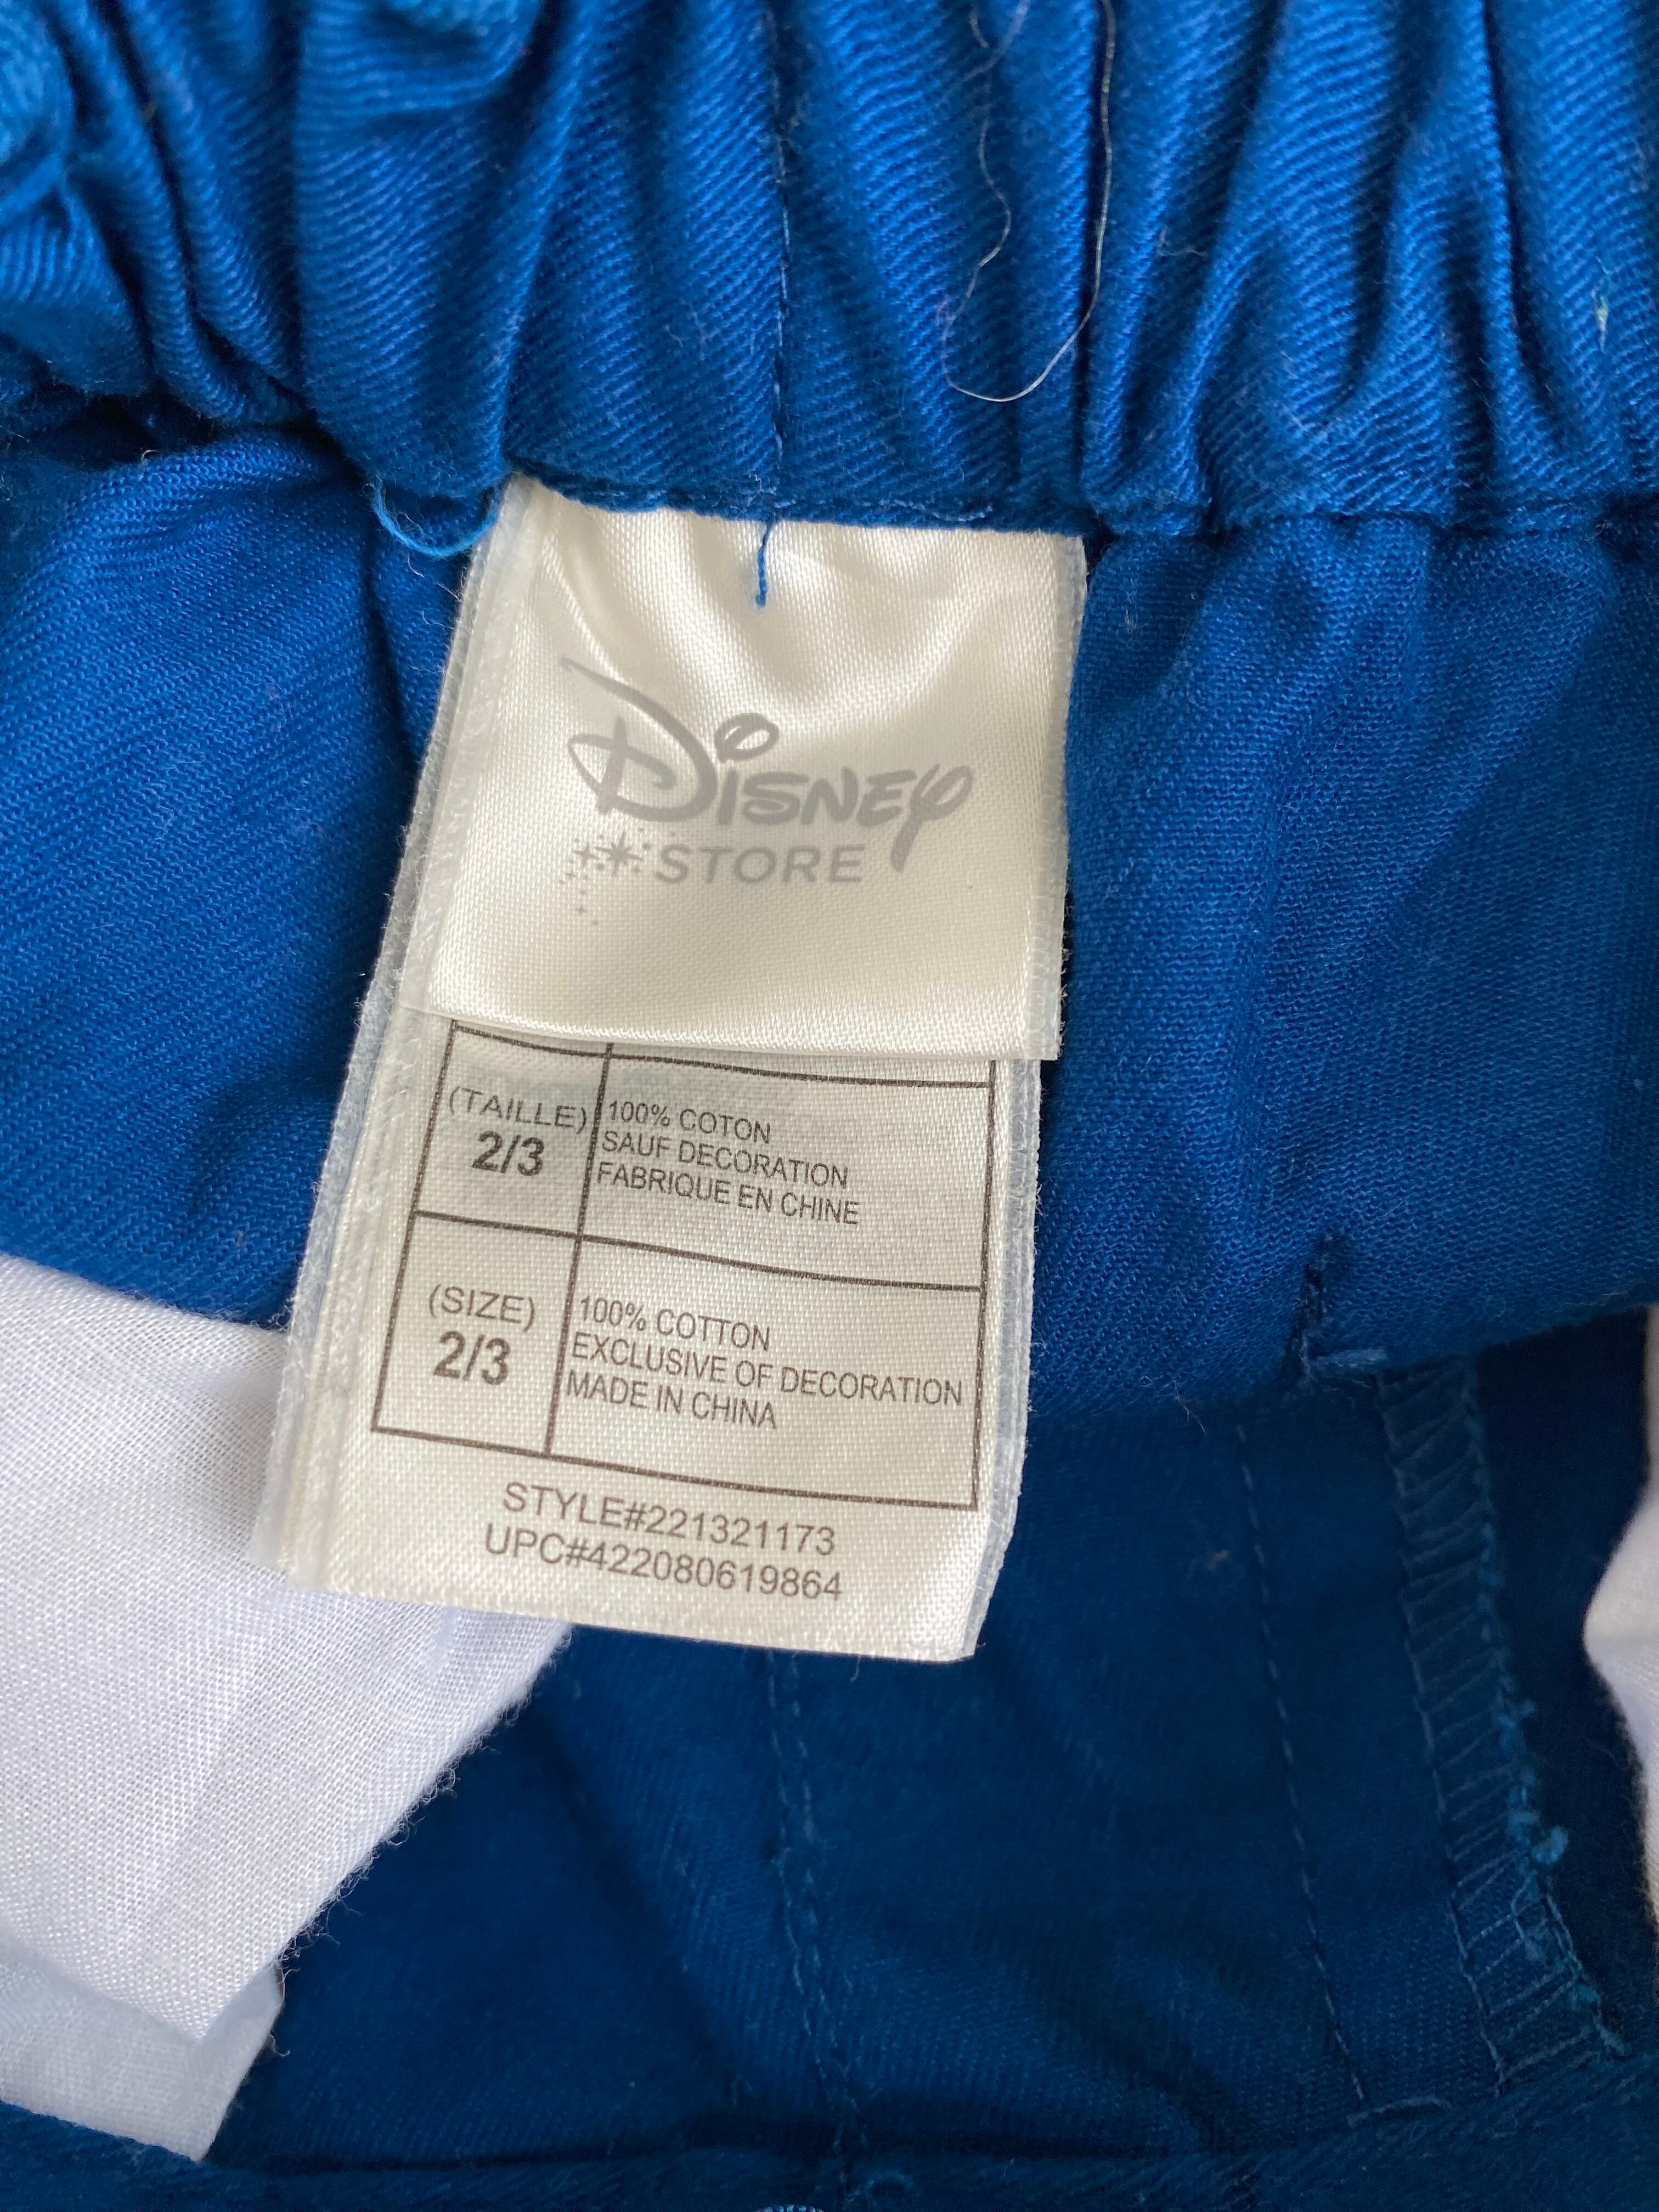 Disney
STORE
(TAILLE)
2/3
100% COTON
SAUF DECORATION
FABRIQUE EN CHINE
(SIZE)
2/3
100% COTTON
EXCLUSIVE OF DECORATION
MADE IN CHINA
STYLE#221321173
UPC#422080619864